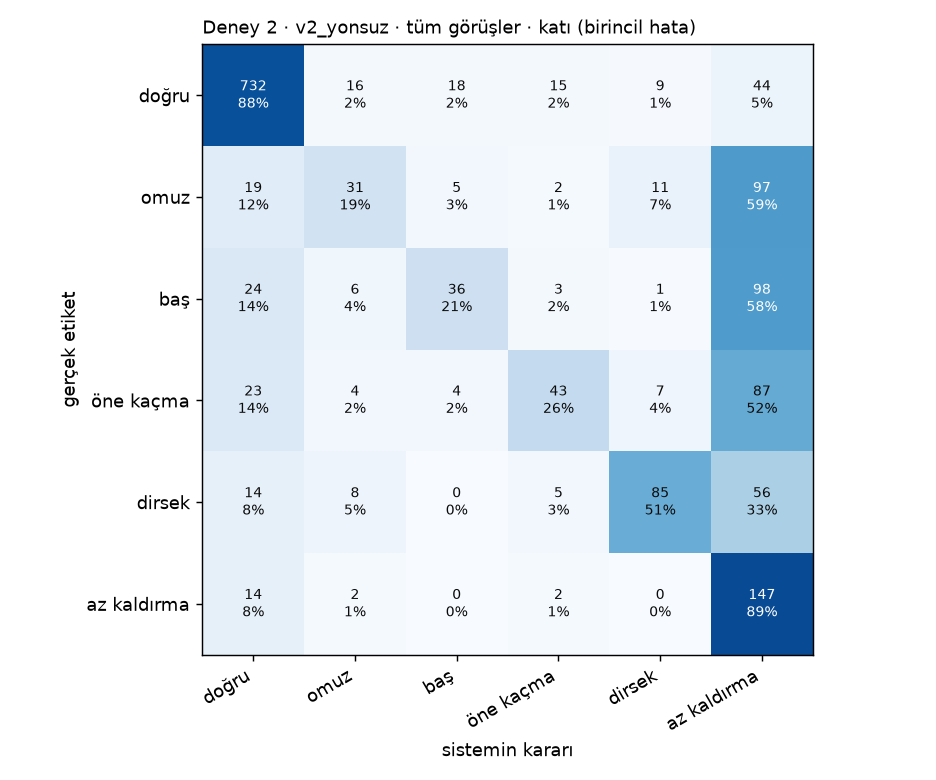 Deney 2 · v2_yonsuz · tüm görüşler · katı (birincil hata)
gerçek etiket
doğru
732 16 18 15 9 44
88% 2% 2% 2% 1% 5%
omuz
19 31 5 2 11 97
12% 19% 3% 1% 7% 59%
baş
24 6 36 3 1 98
14% 4% 21% 2% 1% 58%
öne kaçma
23 4 4 43 7 87
14% 2% 2% 26% 4% 52%
dirsek
14 8 0 5 85 56
8% 5% 0% 3% 51% 33%
az kaldırma
14 2 0 2 0 147
8% 1% 0% 1% 0% 89%
doğru omuz baş öne kaçma dirsek az kaldırma
sistemin kararı